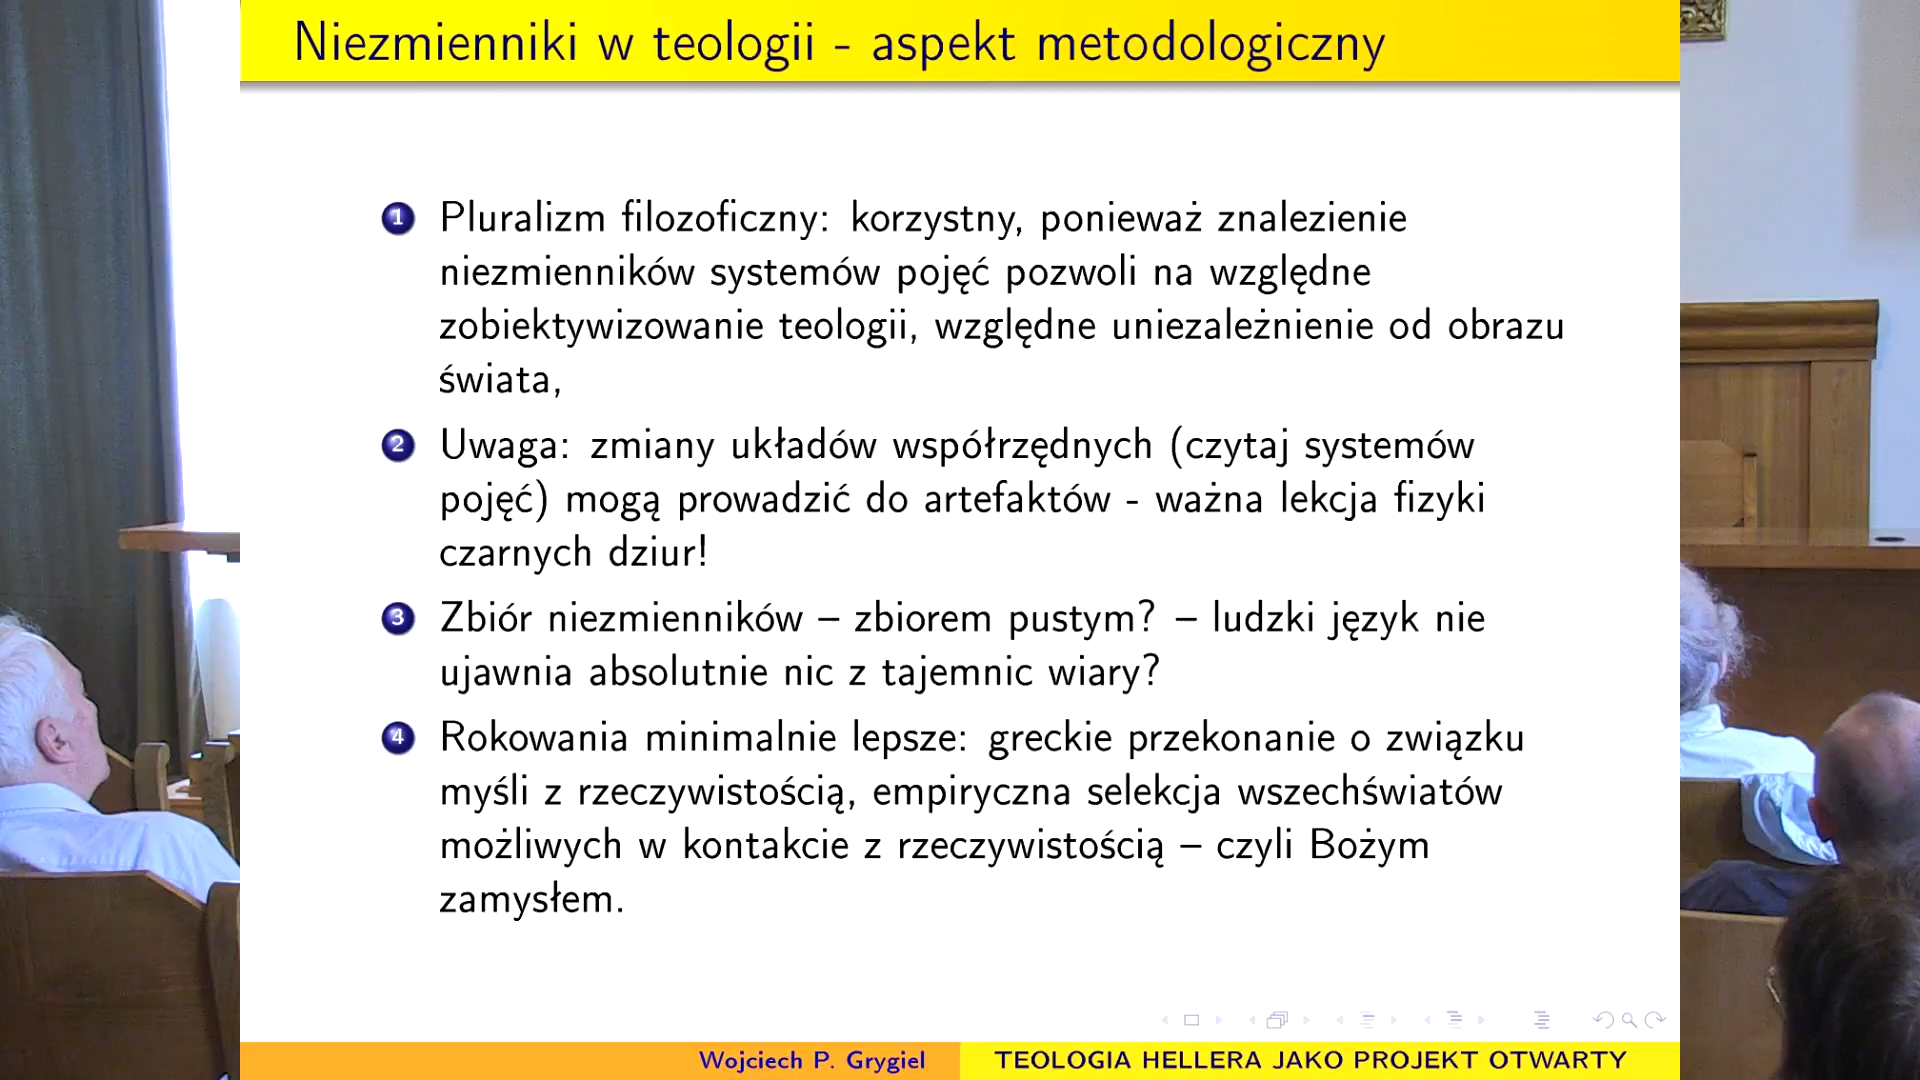 Niezmienniki w teologii - aspekt metodologiczny
1 Pluralizm filozoficzny: korzystny, ponieważ znalezienie
niezmienników systemów pojęć pozwoli na względne
zobiektywizowanie teologii, względne uniezależnienie od obrazu
świata,
2 Uwaga: zmiany układów współrzędnych (czytaj systemów
pojęć) mogą prowadzić do artefaktów - ważna lekcja fizyki
czarnych dziur!
3 Zbiór niezmienników – zbiorem pustym? – ludzki język nie
ujawnia absolutnie nic z tajemnic wiary?
4 Rokowania minimalnie lepsze: greckie przekonanie o związku
myśli z rzeczywistością, empiryczna selekcja wszechświatów
możliwych w kontakcie z rzeczywistością – czyli Bożym
zamysłem.
Wojciech P. Grygiel TEOLOGIA HELLERA JAKO PROJEKT OTWARTY